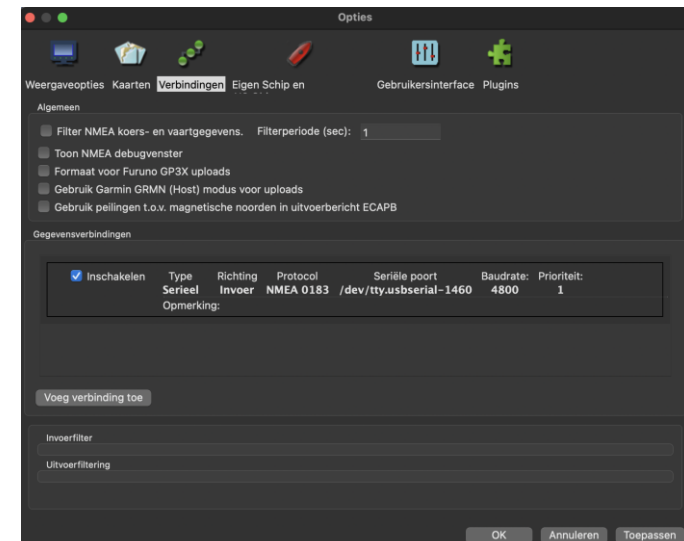 Opties
Weergaveopties Kaarten Verbindingen Eigen Schip en Gebruikersinterface Plugins
Algemeen
Filter NMEA koers- en vaartgegevens. Filterperiode (sec): 1
Toon NMEA debugvenster
Formaat voor Furuno GP3X uploads
Gebruik Garmin GRMN (Host) modus voor uploads
Gebruik peilingen t.o.v. magnetische noorden in uitvoerbericht ECAPB
Gegevensverbindingen
Inschakelen Type Richting Protocol Seriële poort Baudrate: Prioriteit:
Serieel Invoer NMEA 0183 /dev/tty.usbserial-1460 4800 1
Opmerking:
Voeg verbinding toe
Invoerfilter
Uitvoerfiltering
OK Annuleren Toepassen